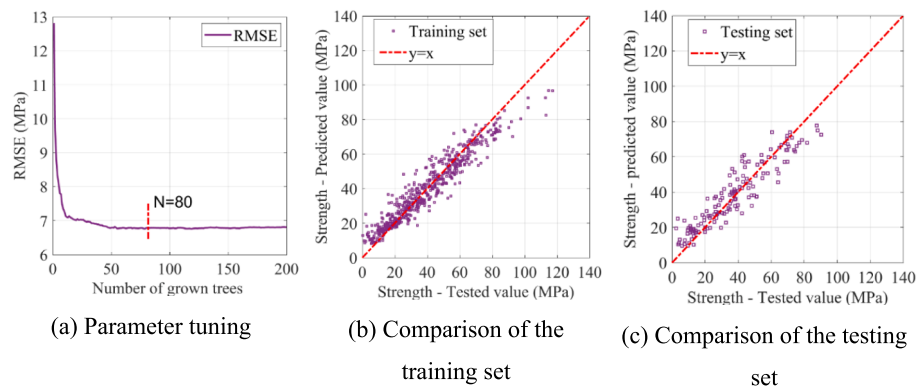 13
12
11
10
9
8
7
6
RMSE (MPa)
RMSE
N=80
0
50
100
150
200
Number of grown trees
(a) Parameter tuning
140
120
100
80
60
40
20
0
Strength - Predicted value (MPa)
Training set
y=x
0
20
40
60
80
100
120
140
Strength - Tested value (MPa)
(b) Comparison of the
training set
140
120
100
80
60
40
20
0
Strength - predicted value (MPa)
Testing set
y=x
0
20
40
60
80
100
120
140
Strength - Tested value (MPa)
(c) Comparison of the testing
set